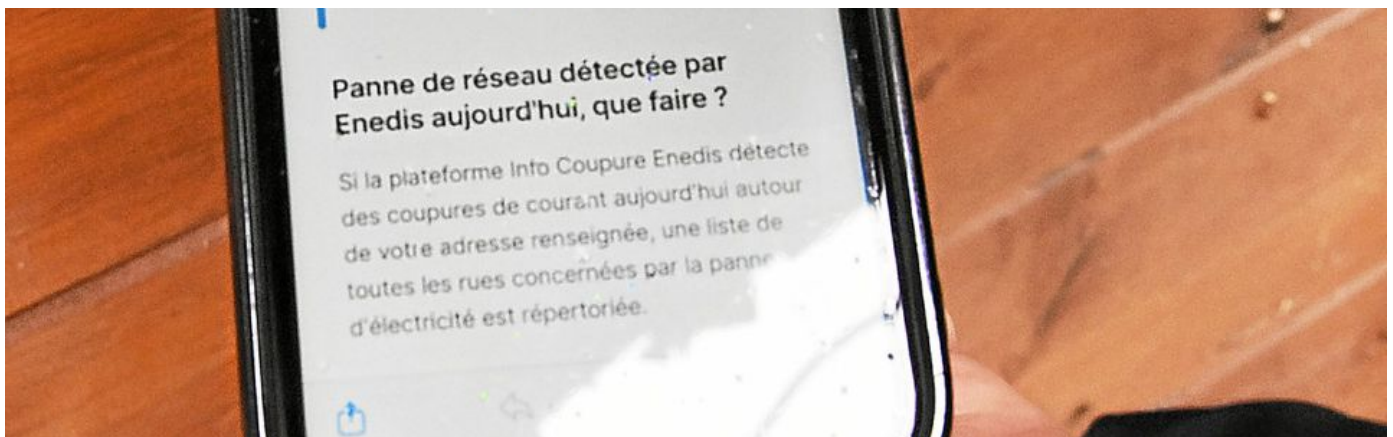 Panne de réseau détectée par
Enedis aujourd'hui, que faire ?
Si la plateforme Info Coupure Enedis détecte
des coupures de courant aujourd'hui autour
de votre adresse renseignée, une liste de
toutes les rues concernées par la panne
d'électricité est répertoriée.